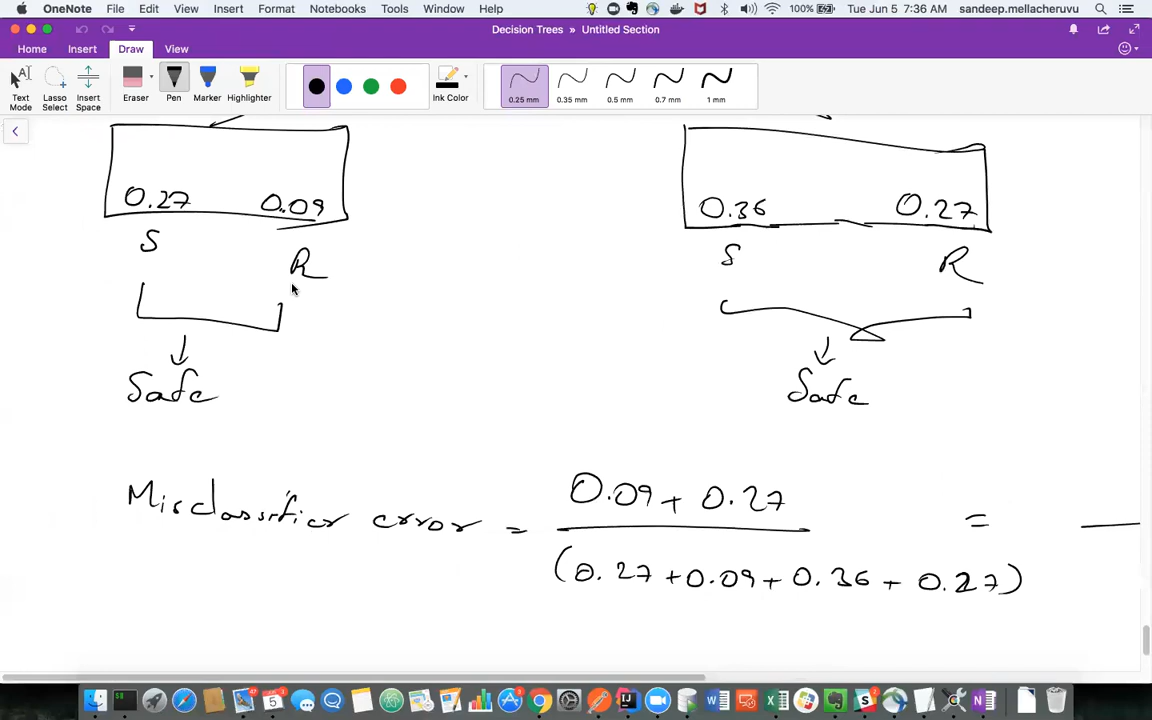 OneNote File Edit View Insert Format Notebooks Tools Window Help 100% Tue Jun 5 7:36 AM sandeep.mellacheruvu
Decision Trees » Untitled Section
Home Insert Draw View
Text Mode Lasso Select Insert Space Eraser Pen Marker Highlighter Ink Color 0.25 mm 0.35 mm 0.5 mm 0.7 mm 1 mm
0.27 0.09 0.36 0.27
S R S R
Safe Safe
Misclassifier error = 0.09 + 0.27 =
(0.27 + 0.09 + 0.36 + 0.27)